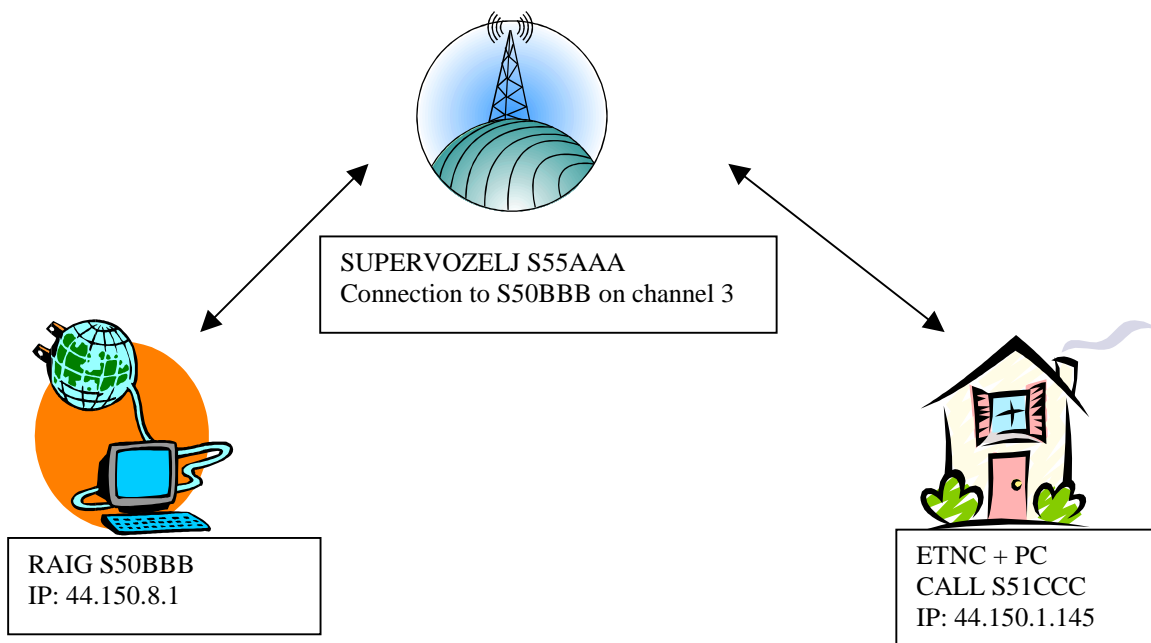 SUPERVOZELJ S55AAA
Connection to S50BBB on channel 3
RAIG S50BBB
IP: 44.150.8.1
ETNC + PC
CALL S51CCC
IP: 44.150.1.145